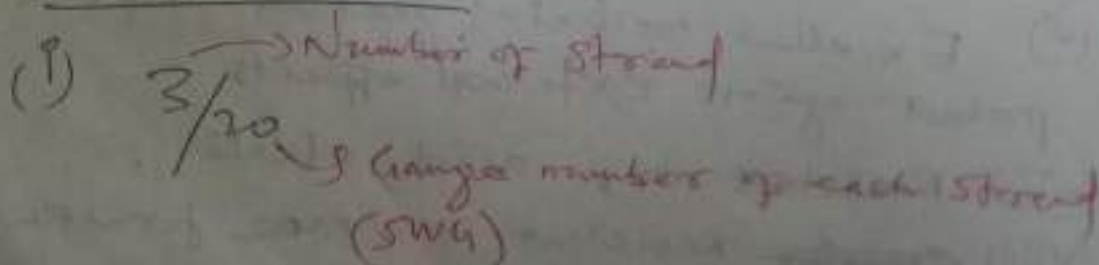 (i) 3/20 → Number of Strand
→ Gauge number of each strand
(SWG)